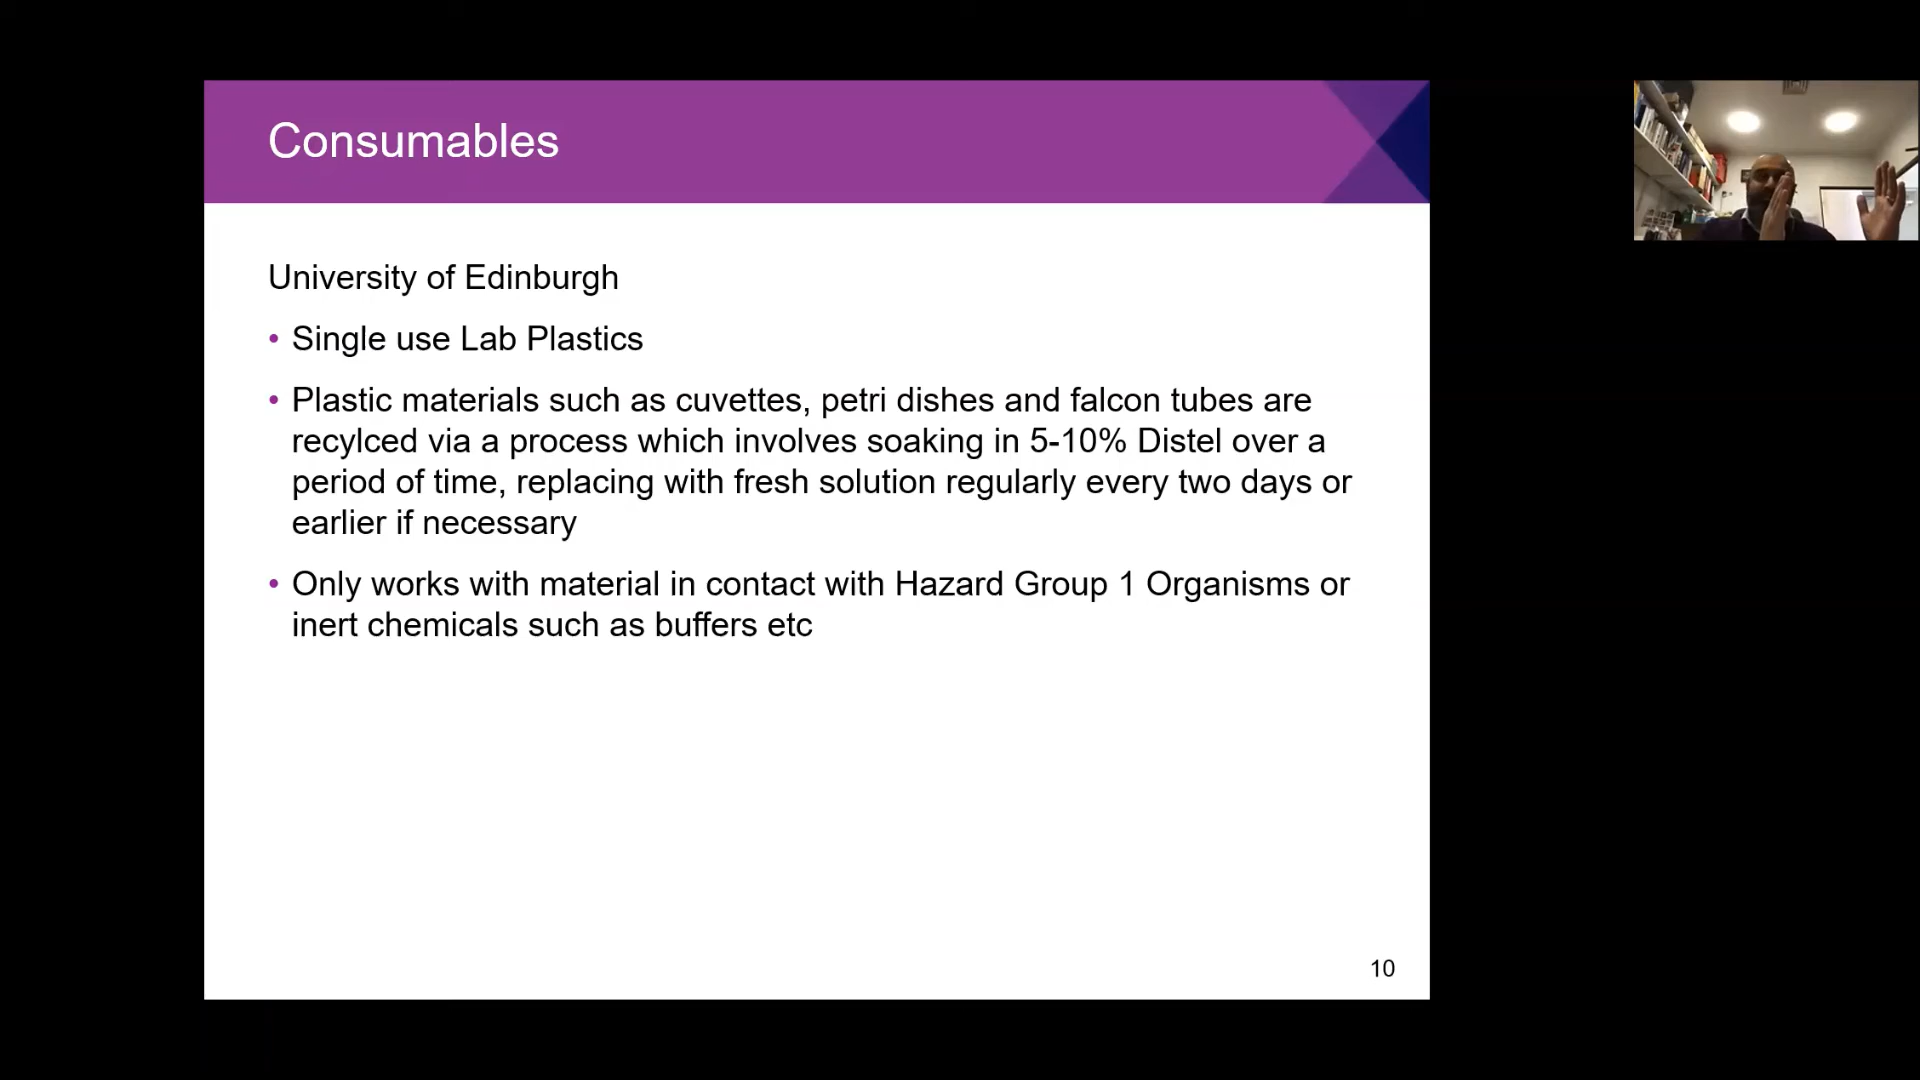 Consumables
University of Edinburgh
• Single use Lab Plastics
• Plastic materials such as cuvettes, petri dishes and falcon tubes are
recylced via a process which involves soaking in 5-10% Distel over a
period of time, replacing with fresh solution regularly every two days or
earlier if necessary
• Only works with material in contact with Hazard Group 1 Organisms or
inert chemicals such as buffers etc
10